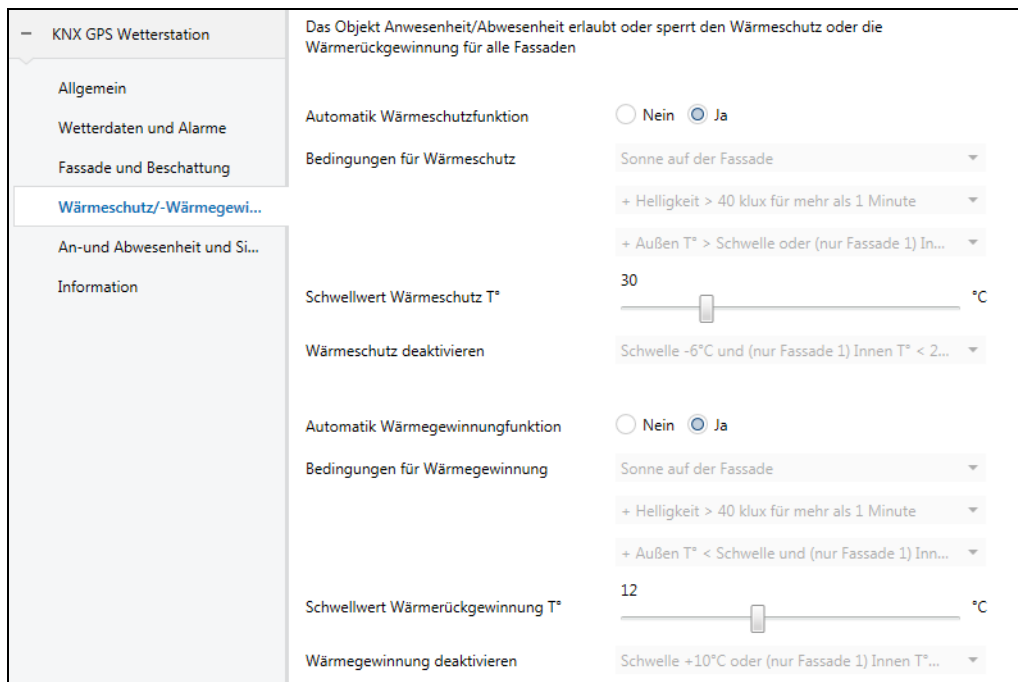 KNX GPS Wetterstation
Allgemein
Wetterdaten und Alarme
Fassade und Beschattung
Wärmeschutz/-Wärmegewi...
An-und Abwesenheit und Si...
Information
Das Objekt Anwesenheit/Abwesenheit erlaubt oder sperrt den Wärmeschutz oder die
Wärmerückgewinnung für alle Fassaden
Automatik Wärmeschutzfunktion Nein Ja
Bedingungen für Wärmeschutz Sonne auf der Fassade
+ Helligkeit > 40 klux für mehr als 1 Minute
+ Außen T° > Schwelle oder (nur Fassade 1) In...
30
Schwellwert Wärmeschutz T° °C
Wärmeschutz deaktivieren Schwelle -6°C und (nur Fassade 1) Innen T° < 2...
Automatik Wärmegewinnungfunktion Nein Ja
Bedingungen für Wärmegewinnung Sonne auf der Fassade
+ Helligkeit > 40 klux für mehr als 1 Minute
+ Außen T° < Schwelle und (nur Fassade 1) Inn...
12
Schwellwert Wärmerückgewinnung T° °C
Wärmegewinnung deaktivieren Schwelle +10°C oder (nur Fassade 1) Innen T°...